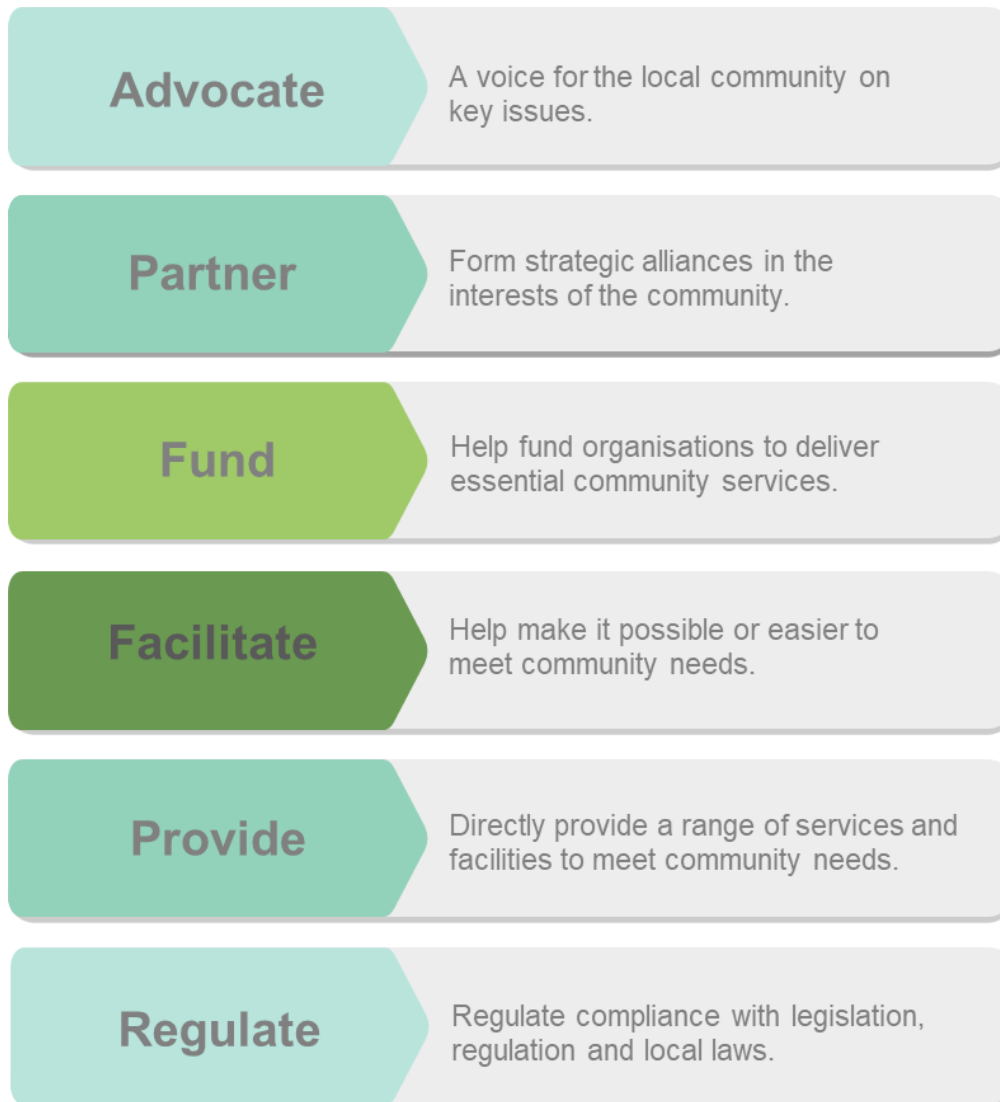 Advocate
A voice for the local community on
key issues.
Partner
Form strategic alliances in the
interests of the community.
Fund
Help fund organisations to deliver
essential community services.
Facilitate
Help make it possible or easier to
meet community needs.
Provide
Directly provide a range of services and
facilities to meet community needs.
Regulate
Regulate compliance with legislation,
regulation and local laws.